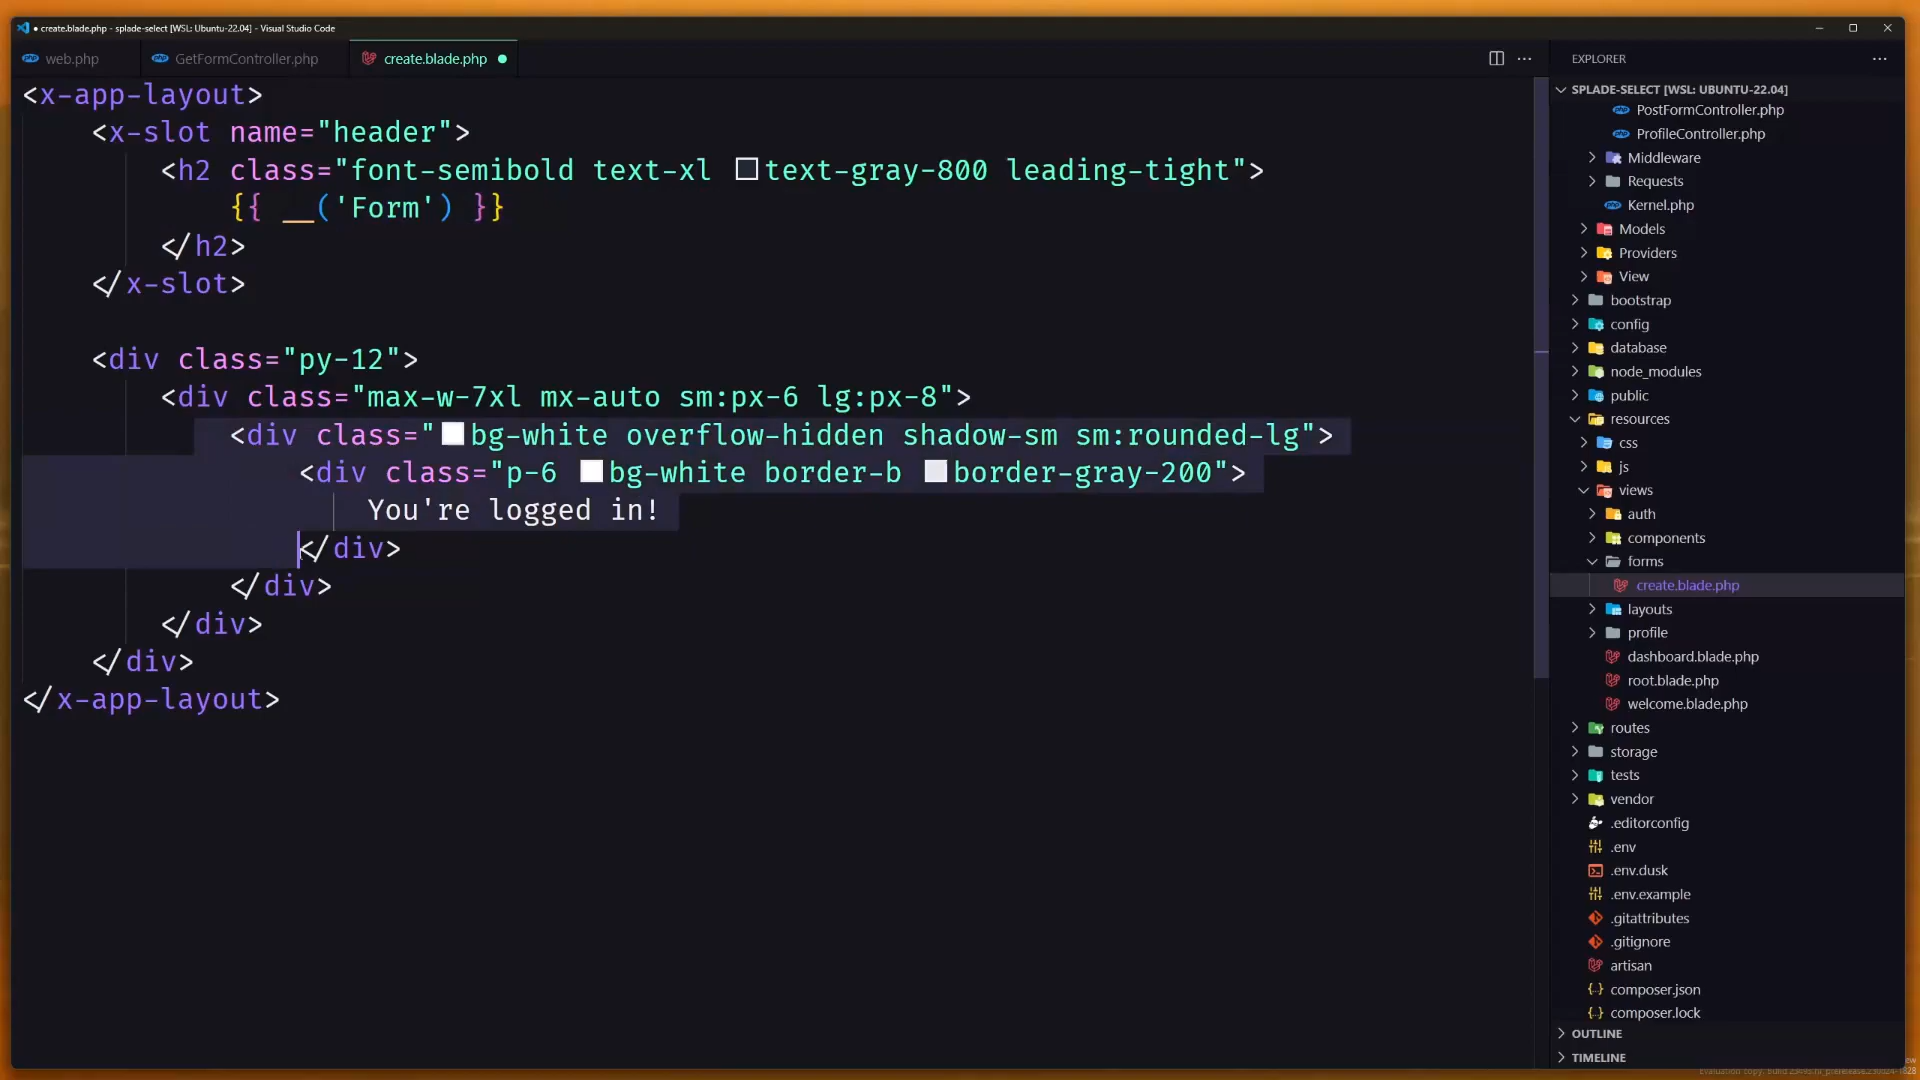 create.blade.php - splade-select [WSL: Ubuntu-22.04] - Visual Studio Code
web.php
GetFormController.php
create.blade.php
<x-app-layout>
<x-slot name="header">
<h2 class="font-semibold text-xl text-gray-800 leading-tight">
{{ __('Form') }}
</h2>
</x-slot>
<div class="py-12">
<div class="max-w-7xl mx-auto sm:px-6 lg:px-8">
<div class="bg-white overflow-hidden shadow-sm sm:rounded-lg">
<div class="p-6 bg-white border-b border-gray-200">
You're logged in!
</div>
</div>
</div>
</div>
</x-app-layout>
EXPLORER
SPLADE-SELECT [WSL: UBUNTU-22.04]
PostFormController.php
ProfileController.php
Middleware
Requests
Kernel.php
Models
Providers
View
bootstrap
config
database
node_modules
public
resources
css
js
views
auth
components
forms
create.blade.php
layouts
profile
dashboard.blade.php
root.blade.php
welcome.blade.php
routes
storage
tests
vendor
.editorconfig
.env
.env.dusk
.env.example
.gitattributes
.gitignore
artisan
composer.json
composer.lock
OUTLINE
TIMELINE